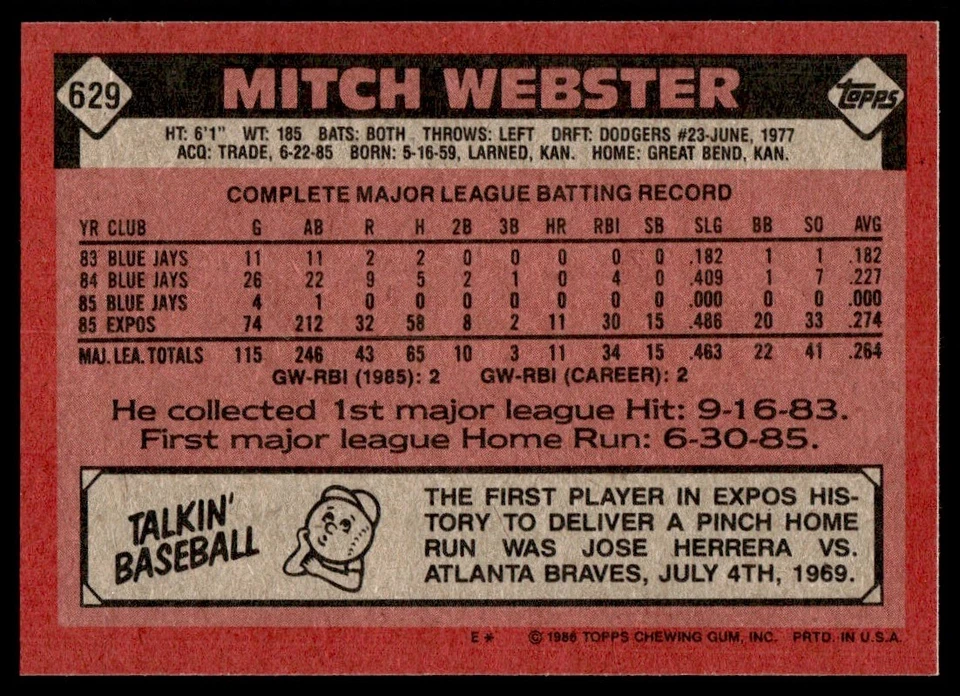 629 MITCH WEBSTER Topps
HT: 6'1" WT: 185 BATS: BOTH THROWS: LEFT DRFT: DODGERS #23-JUNE, 1977
ACQ: TRADE, 6-22-85 BORN: 5-16-59, LARNED, KAN. HOME: GREAT BEND, KAN.
COMPLETE MAJOR LEAGUE BATTING RECORD
YR CLUB G AB R H 2B 3B HR RBI SB SLG BB SO AVG
83 BLUE JAYS 11 11 2 2 0 0 0 0 0 .182 1 1 .182
84 BLUE JAYS 26 22 9 5 2 1 0 4 0 .409 1 7 .227
85 BLUE JAYS 4 1 0 0 0 0 0 0 0 .000 0 0 .000
85 EXPOS 74 212 32 58 8 2 11 30 15 .486 20 33 .274
MAJ. LEA. TOTALS 115 246 43 65 10 3 11 34 15 .463 22 41 .264
GW-RBI (1985): 2 GW-RBI (CAREER): 2
He collected 1st major league Hit: 9-16-83.
First major league Home Run: 6-30-85.
TALKIN'
BASEBALL
THE FIRST PLAYER IN EXPOS HIS-
TORY TO DELIVER A PINCH HOME
RUN WAS JOSE HERRERA VS.
ATLANTA BRAVES, JULY 4TH, 1969.
E* © 1986 TOPPS CHEWING GUM, INC. PRTD. IN U.S.A.